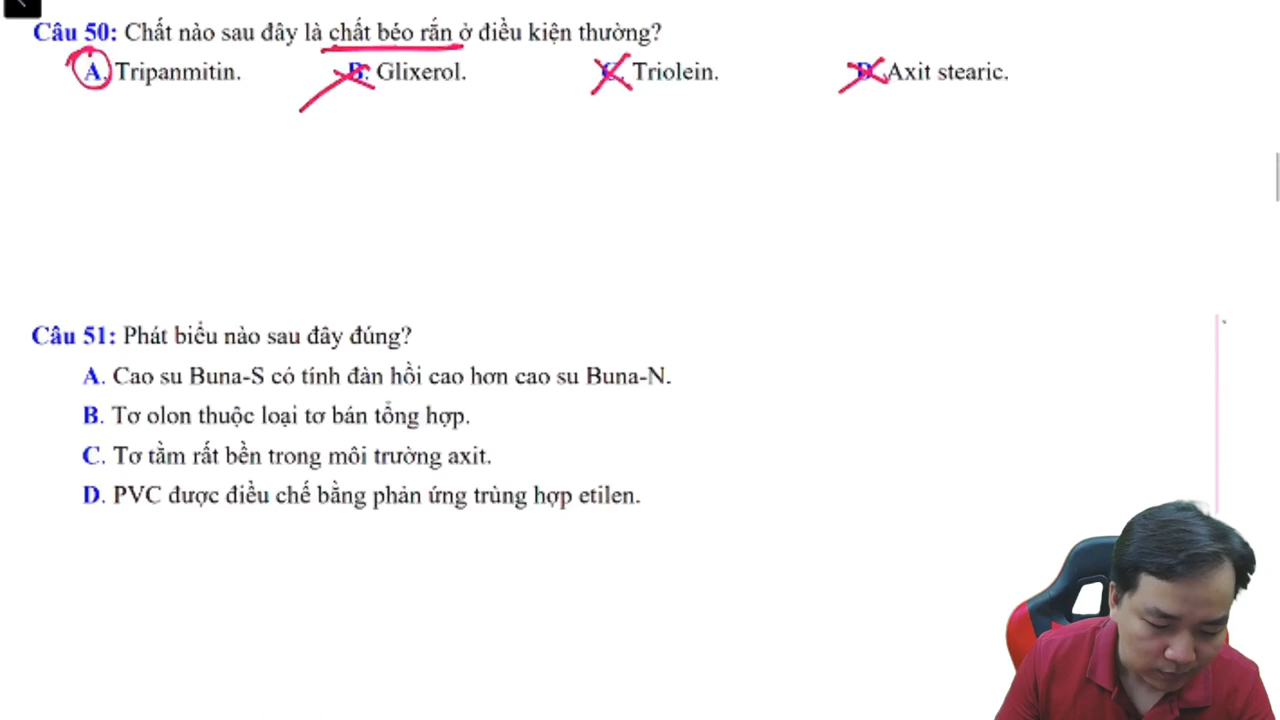 Câu 50: Chất nào sau đây là chất béo rắn ở điều kiện thường?
A. Tripanmitin. B. Glixerol. C. Triolein. D. Axit stearic.
Câu 51: Phát biểu nào sau đây đúng?
A. Cao su Buna-S có tính đàn hồi cao hơn cao su Buna-N.
B. Tơ olon thuộc loại tơ bán tổng hợp.
C. Tơ tằm rất bền trong môi trường axit.
D. PVC được điều chế bằng phản ứng trùng hợp etilen.